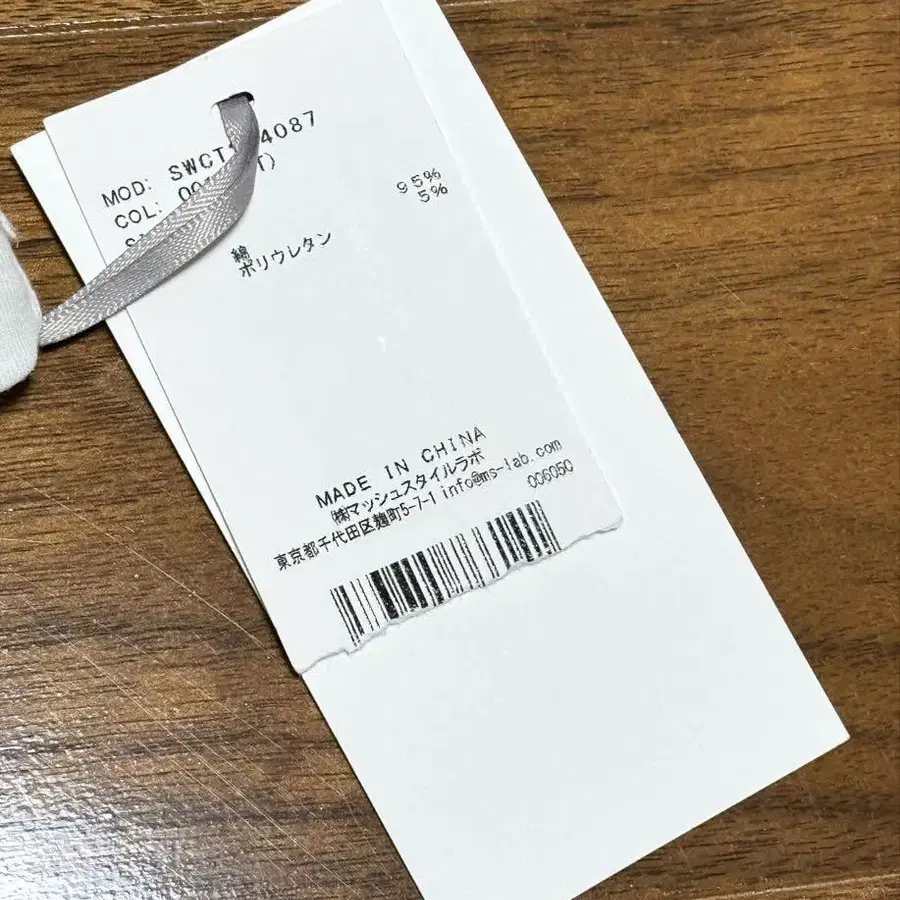 MOD: SWCT 4087
COL: 00 T)
綿 95%
ポリウレタン 5%
MADE IN CHINA
㈱マッシュスタイルラボ
東京都千代田区麹町5-7-1 info@ms-lab.com
006050